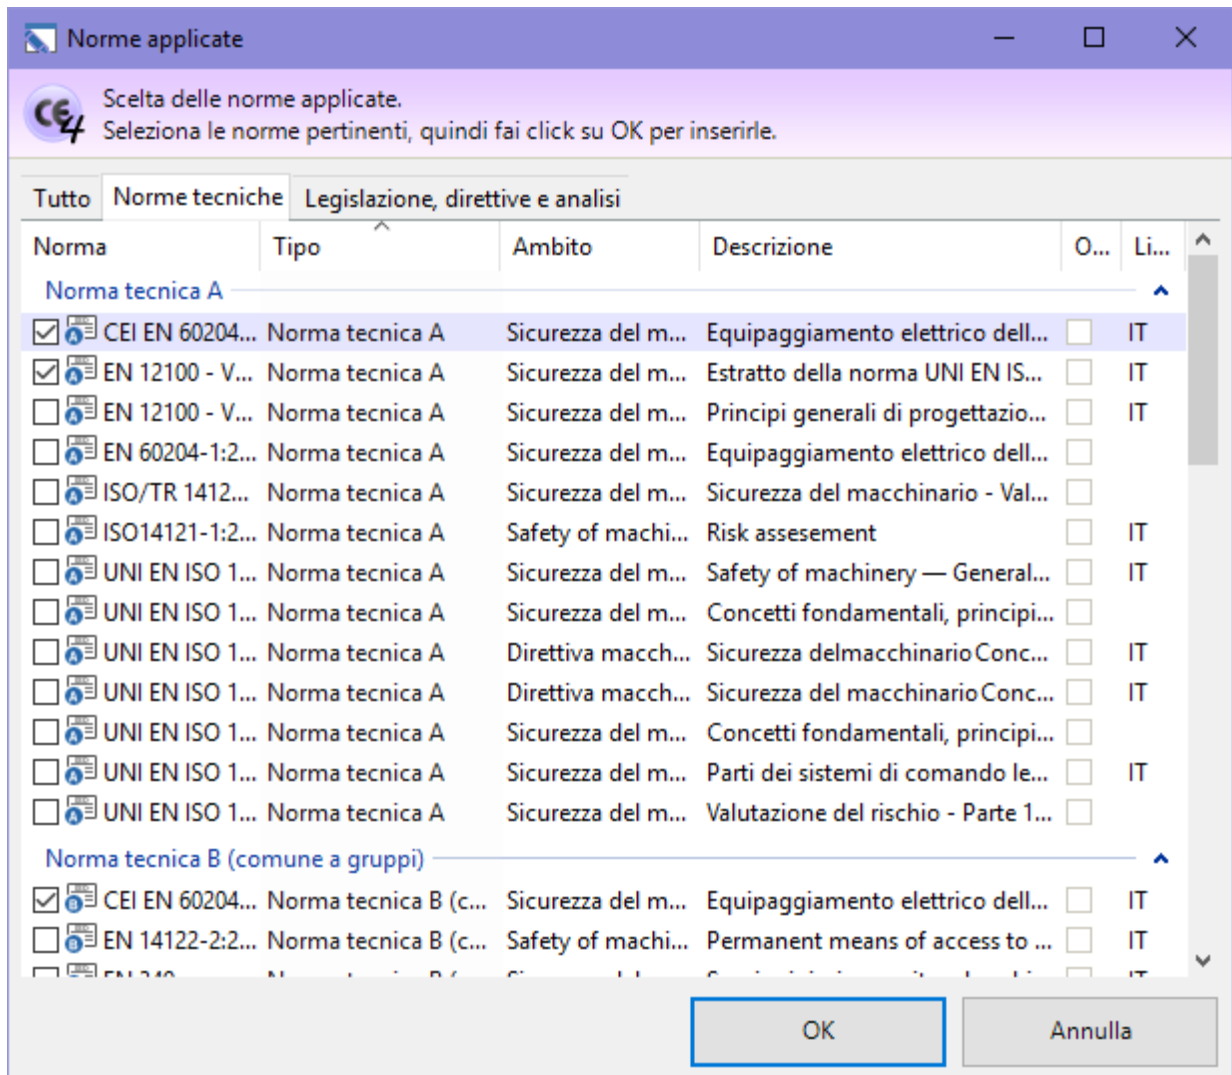 Norme applicate
CE4
Scelta delle norme applicate.
Seleziona le norme pertinenti, quindi fai click su OK per inserirle.
Tutto Norme tecniche Legislazione, direttive e analisi
Norma Tipo Ambito Descrizione O... Li...
Norma tecnica A
CEI EN 60204... Norma tecnica A Sicurezza del m... Equipaggiamento elettrico dell... IT
EN 12100 - V... Norma tecnica A Sicurezza del m... Estratto della norma UNI EN IS... IT
EN 12100 - V... Norma tecnica A Sicurezza del m... Principi generali di progettazio... IT
EN 60204-1:2... Norma tecnica A Sicurezza del m... Equipaggiamento elettrico dell...
ISO/TR 1412... Norma tecnica A Sicurezza del m... Sicurezza del macchinario - Val...
ISO14121-1:2... Norma tecnica A Safety of machi... Risk assesement IT
UNI EN ISO 1... Norma tecnica A Sicurezza del m... Safety of machinery — General... IT
UNI EN ISO 1... Norma tecnica A Sicurezza del m... Concetti fondamentali, principi...
UNI EN ISO 1... Norma tecnica A Direttiva macch... Sicurezza delmacchinario Conc... IT
UNI EN ISO 1... Norma tecnica A Direttiva macch... Sicurezza del macchinario Conc... IT
UNI EN ISO 1... Norma tecnica A Sicurezza del m... Concetti fondamentali, principi...
UNI EN ISO 1... Norma tecnica A Sicurezza del m... Parti dei sistemi di comando le... IT
UNI EN ISO 1... Norma tecnica A Sicurezza del m... Valutazione del rischio - Parte 1...
Norma tecnica B (comune a gruppi)
CEI EN 60204... Norma tecnica B (c... Sicurezza del m... Equipaggiamento elettrico dell... IT
EN 14122-2:2... Norma tecnica B (c... Safety of machi... Permanent means of access to ... IT
OK Annulla